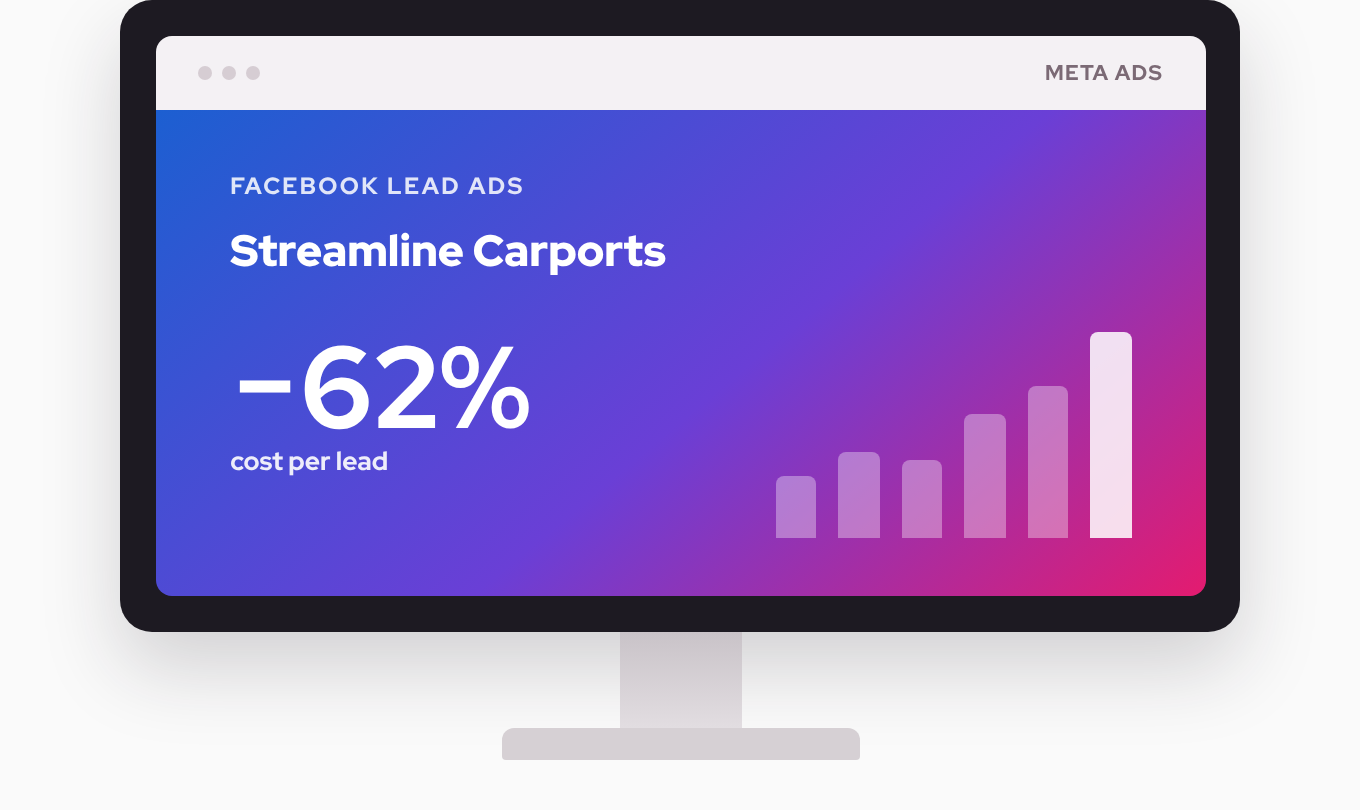 META ADS
FACEBOOK LEAD ADS
Streamline Carports
−62%
cost per lead